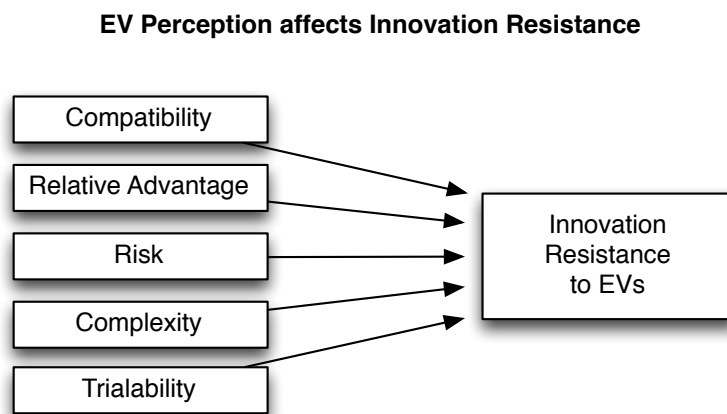 EV Perception affects Innovation Resistance
Compatibility
Relative Advantage
Risk
Complexity
Trialability
Innovation
Resistance
to EVs